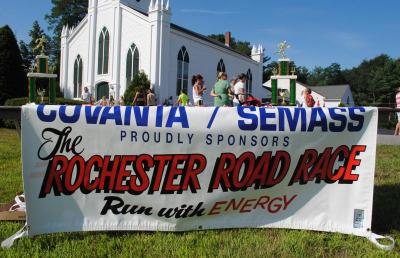 COVANTA / SEMASS
PROUDLY SPONSORS
The
ROCHESTER ROAD RACE
Run with ENERGY